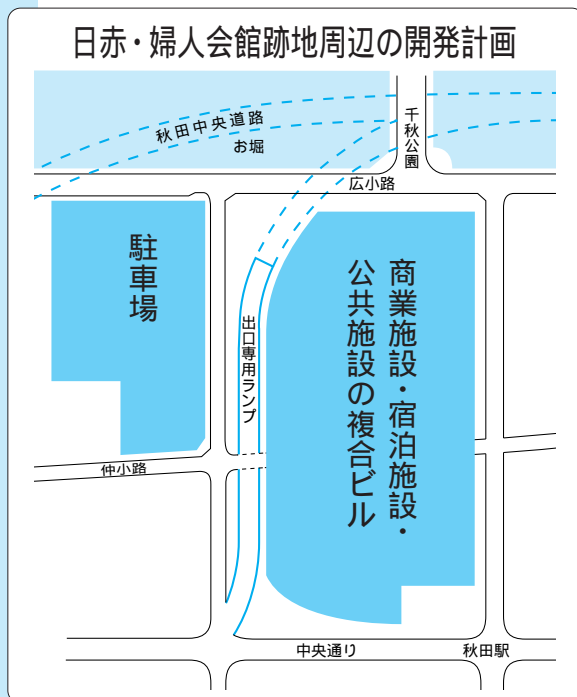 日赤・婦人会館跡地周辺の開発計画
秋田中央道路
お堀
千秋公園
広小路
駐車場
出口専用ランプ
商業施設・宿泊施設・
公共施設の複合ビル
仲小路
中央通り
秋田駅